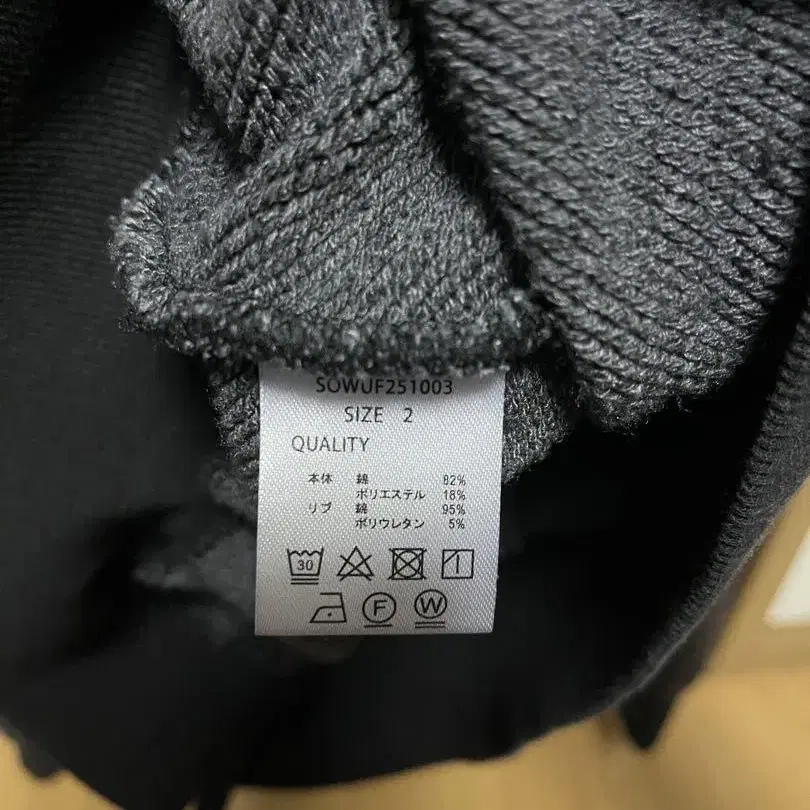 SOWUF251003
SIZE 2
QUALITY
本体 綿 82%
ポリエステル 18%
リブ 綿 95%
ポリウレタン 5%
30
F W